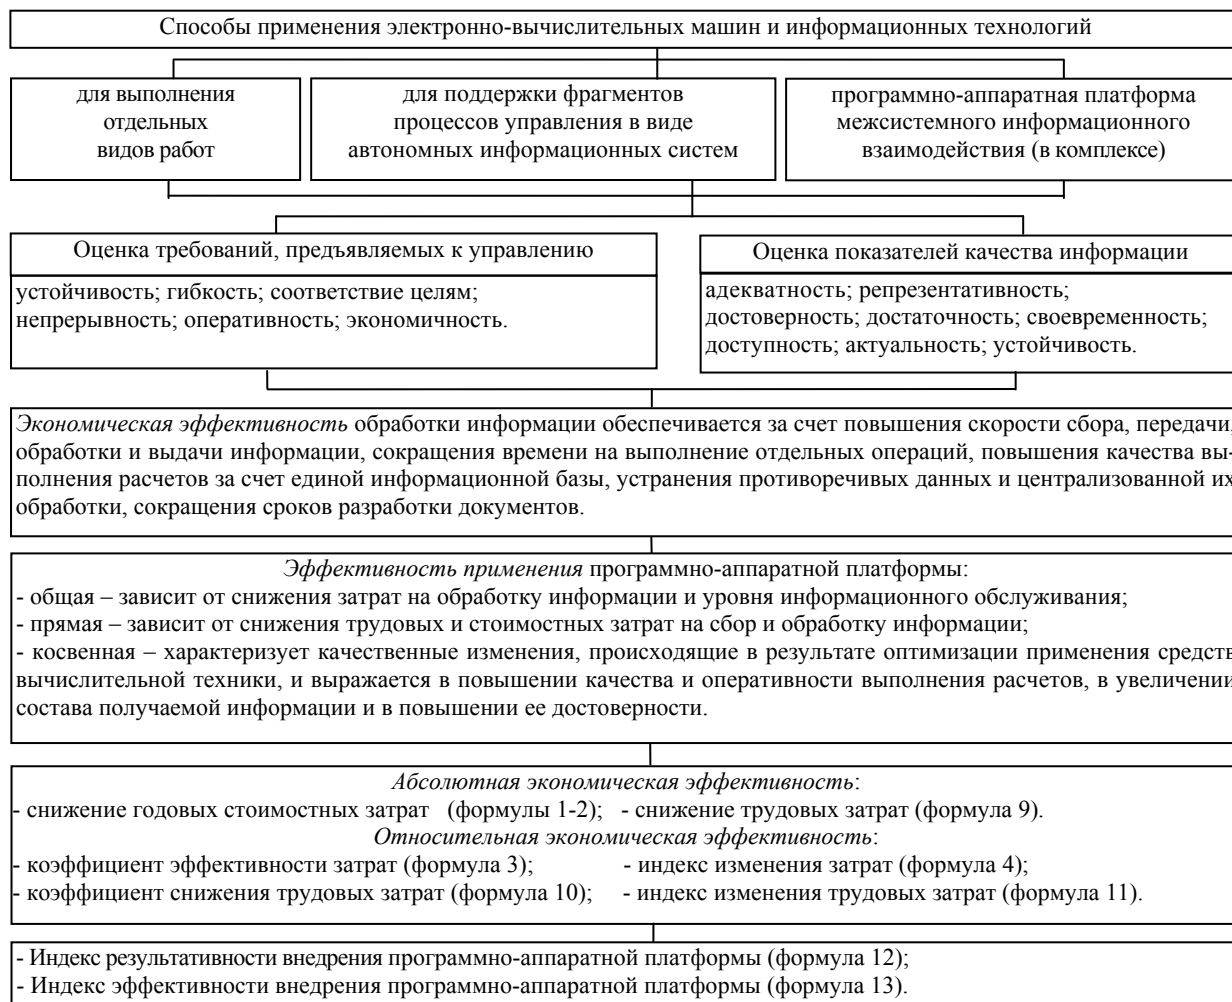 Способы применения электронно-вычислительных машин и информационных технологий
для выполнения
отдельных
видов работ
для поддержки фрагментов
процессов управления в виде
автономных информационных систем
программно-аппаратная платформа
межсистемного информационного
взаимодействия (в комплексе)
Оценка требований, предъявляемых к управлению
устойчивость; гибкость; соответствие целям;
непрерывность; оперативность; экономичность.
Оценка показателей качества информации
адекватность; репрезентативность;
достоверность; достаточность; своевременность;
доступность; актуальность; устойчивость.
Экономическая эффективность обработки информации обеспечивается за счет повышения скорости сбора, передачи,
обработки и выдачи информации, сокращения времени на выполнение отдельных операций, повышения качества вы-
полнения расчетов за счет единой информационной базы, устранения противоречивых данных и централизованной их
обработки, сокращения сроков разработки документов.
Эффективность применения программно-аппаратной платформы:
- общая – зависит от снижения затрат на обработку информации и уровня информационного обслуживания;
- прямая – зависит от снижения трудовых и стоимостных затрат на сбор и обработку информации;
- косвенная – характеризует качественные изменения, происходящие в результате оптимизации применения средств
вычислительной техники, и выражается в повышении качества и оперативности выполнения расчетов, в увеличении
состава получаемой информации и в повышении ее достоверности.
Абсолютная экономическая эффективность:
- снижение годовых стоимостных затрат (формулы 1-2); - снижение трудовых затрат (формула 9).
Относительная экономическая эффективность:
- коэффициент эффективности затрат (формула 3); - индекс изменения затрат (формула 4);
- коэффициент снижения трудовых затрат (формула 10); - индекс изменения трудовых затрат (формула 11).
- Индекс результативности внедрения программно-аппаратной платформы (формула 12);
- Индекс эффективности внедрения программно-аппаратной платформы (формула 13).